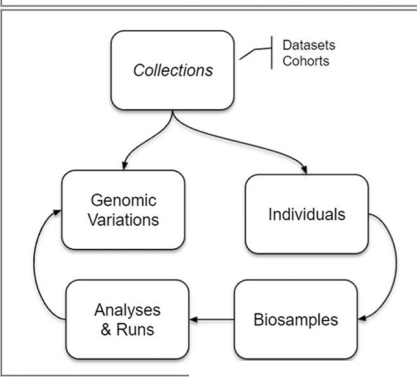 Collections
Datasets
Cohorts
Genomic
Variations
Individuals
Analyses
& Runs
Biosamples